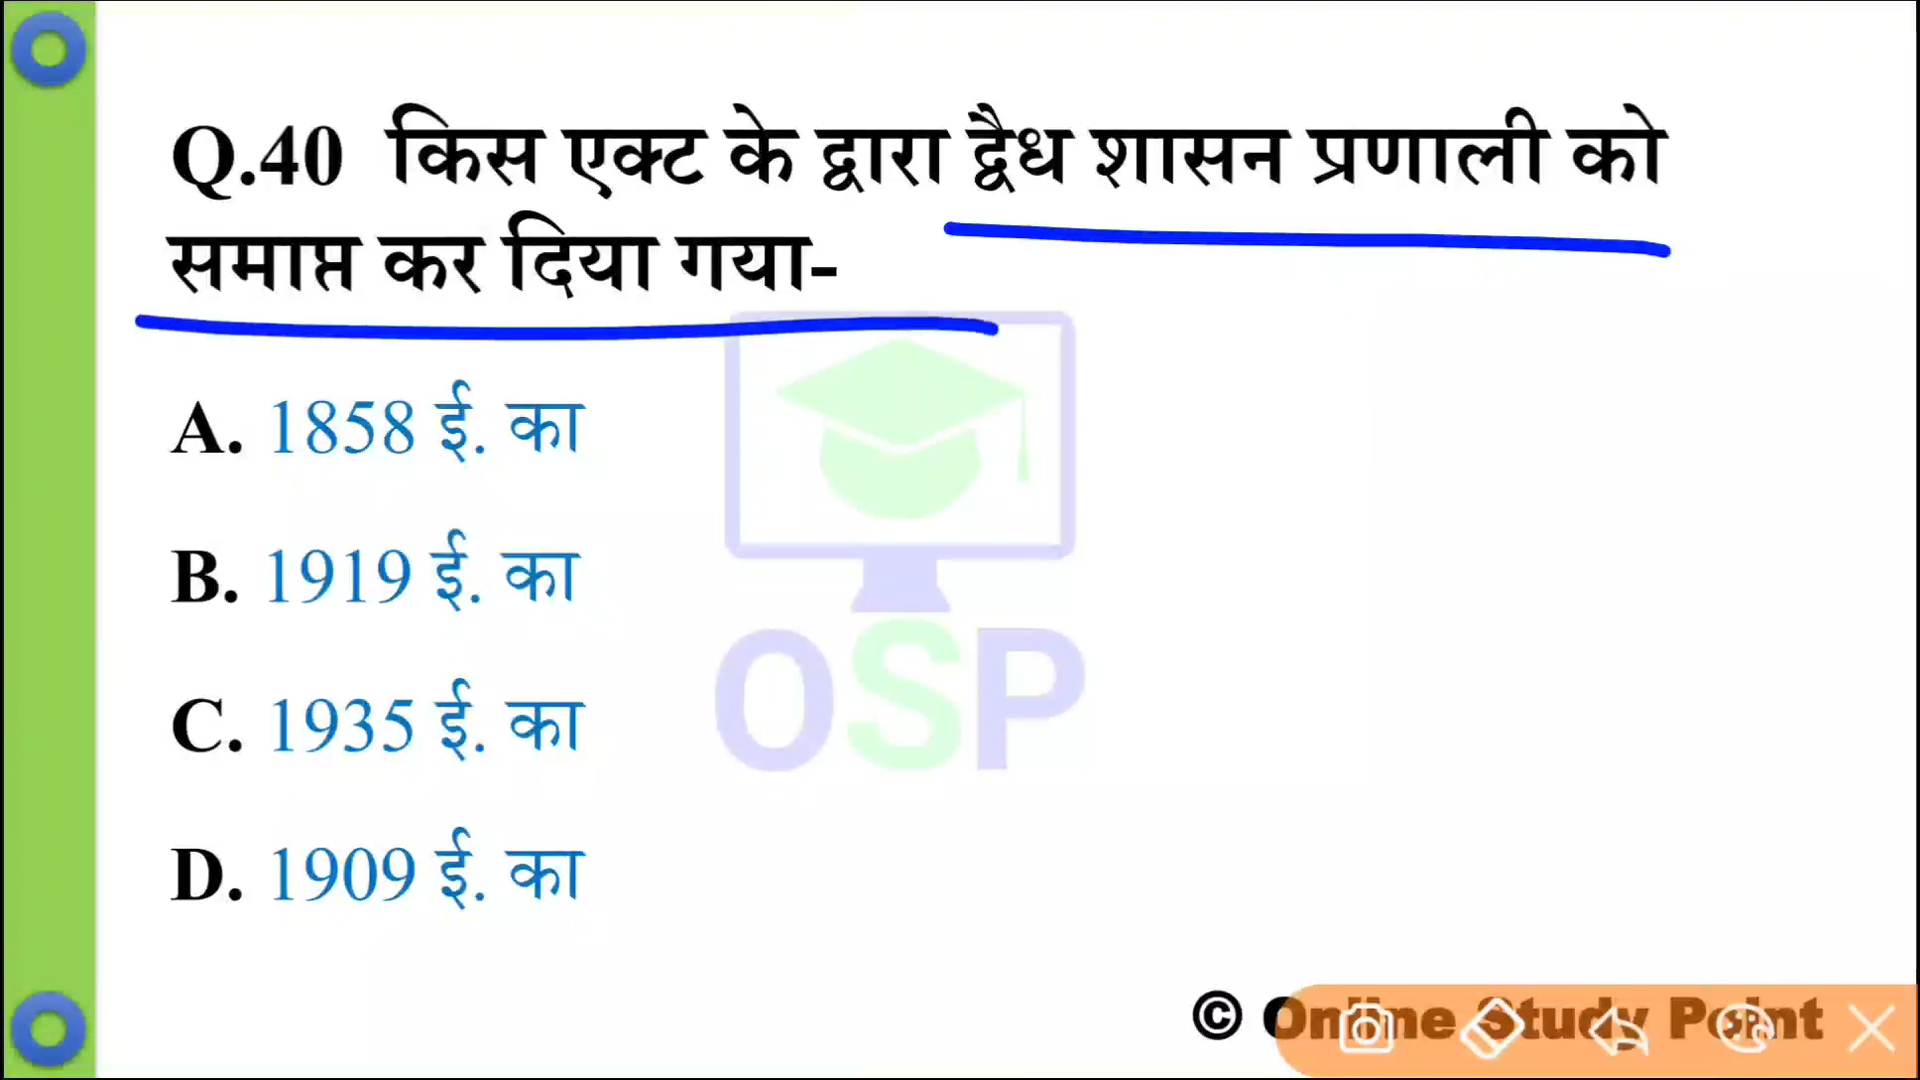 Q.40 किस एक्ट के द्वारा द्वैध शासन प्रणाली को
समाप्त कर दिया गया-
A. 1858 ई. का
B. 1919 ई. का
C. 1935 ई. का
D. 1909 ई. का
OSP
© Online Study Point